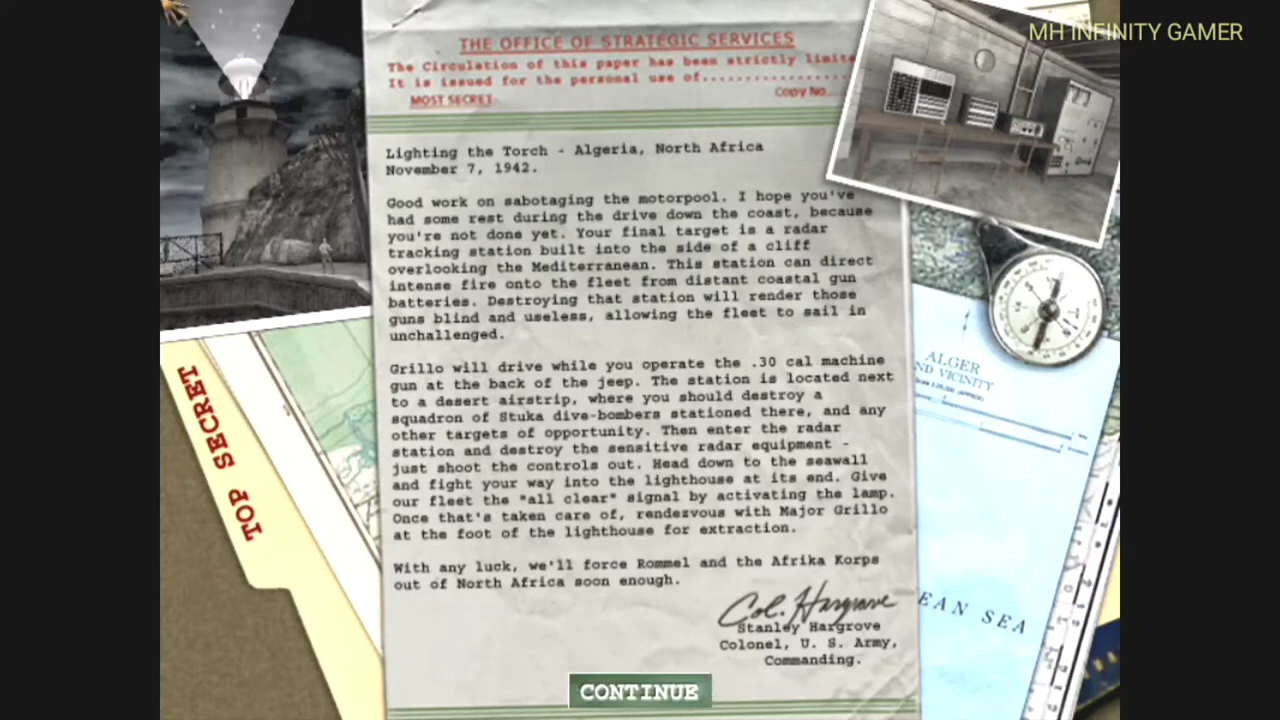 MH INFINITY GAMER
THE OFFICE OF STRATEGIC SERVICES
The Circulation of this paper has been strictly limite
It is issued for the personal use of...............
MOST SECRET
Copy No...
Lighting the Torch - Algeria, North Africa
November 7, 1942.
Good work on sabotaging the motorpool. I hope you've
had some rest during the drive down the coast, because
you're not done yet. Your final target is a radar
tracking station built into the side of a cliff
overlooking the Mediterranean. This station can direct
intense fire onto the fleet from distant coastal gun
batteries. Destroying that station will render those
guns blind and useless, allowing the fleet to sail in
unchallenged.
Grillo will drive while you operate the .30 cal machine
gun at the back of the jeep. The station is located next
to a desert airstrip, where you should destroy a
squadron of Stuka dive-bombers stationed there, and any
other targets of opportunity. Then enter the radar
station and destroy the sensitive radar equipment -
just shoot the controls out. Head down to the seawall
and fight your way into the lighthouse at its end. Give
our fleet the "all clear" signal by activating the lamp.
Once that's taken care of, rendezvous with Major Grillo
at the foot of the lighthouse for extraction.
With any luck, we'll force Rommel and the Afrika Korps
out of North Africa soon enough.
Col. Hargrove
Stanley Hargrove
Colonel, U. S. Army,
Commanding.
CONTINUE
TOP SECRET
ALGER
ND VICINITY
EAN SEA